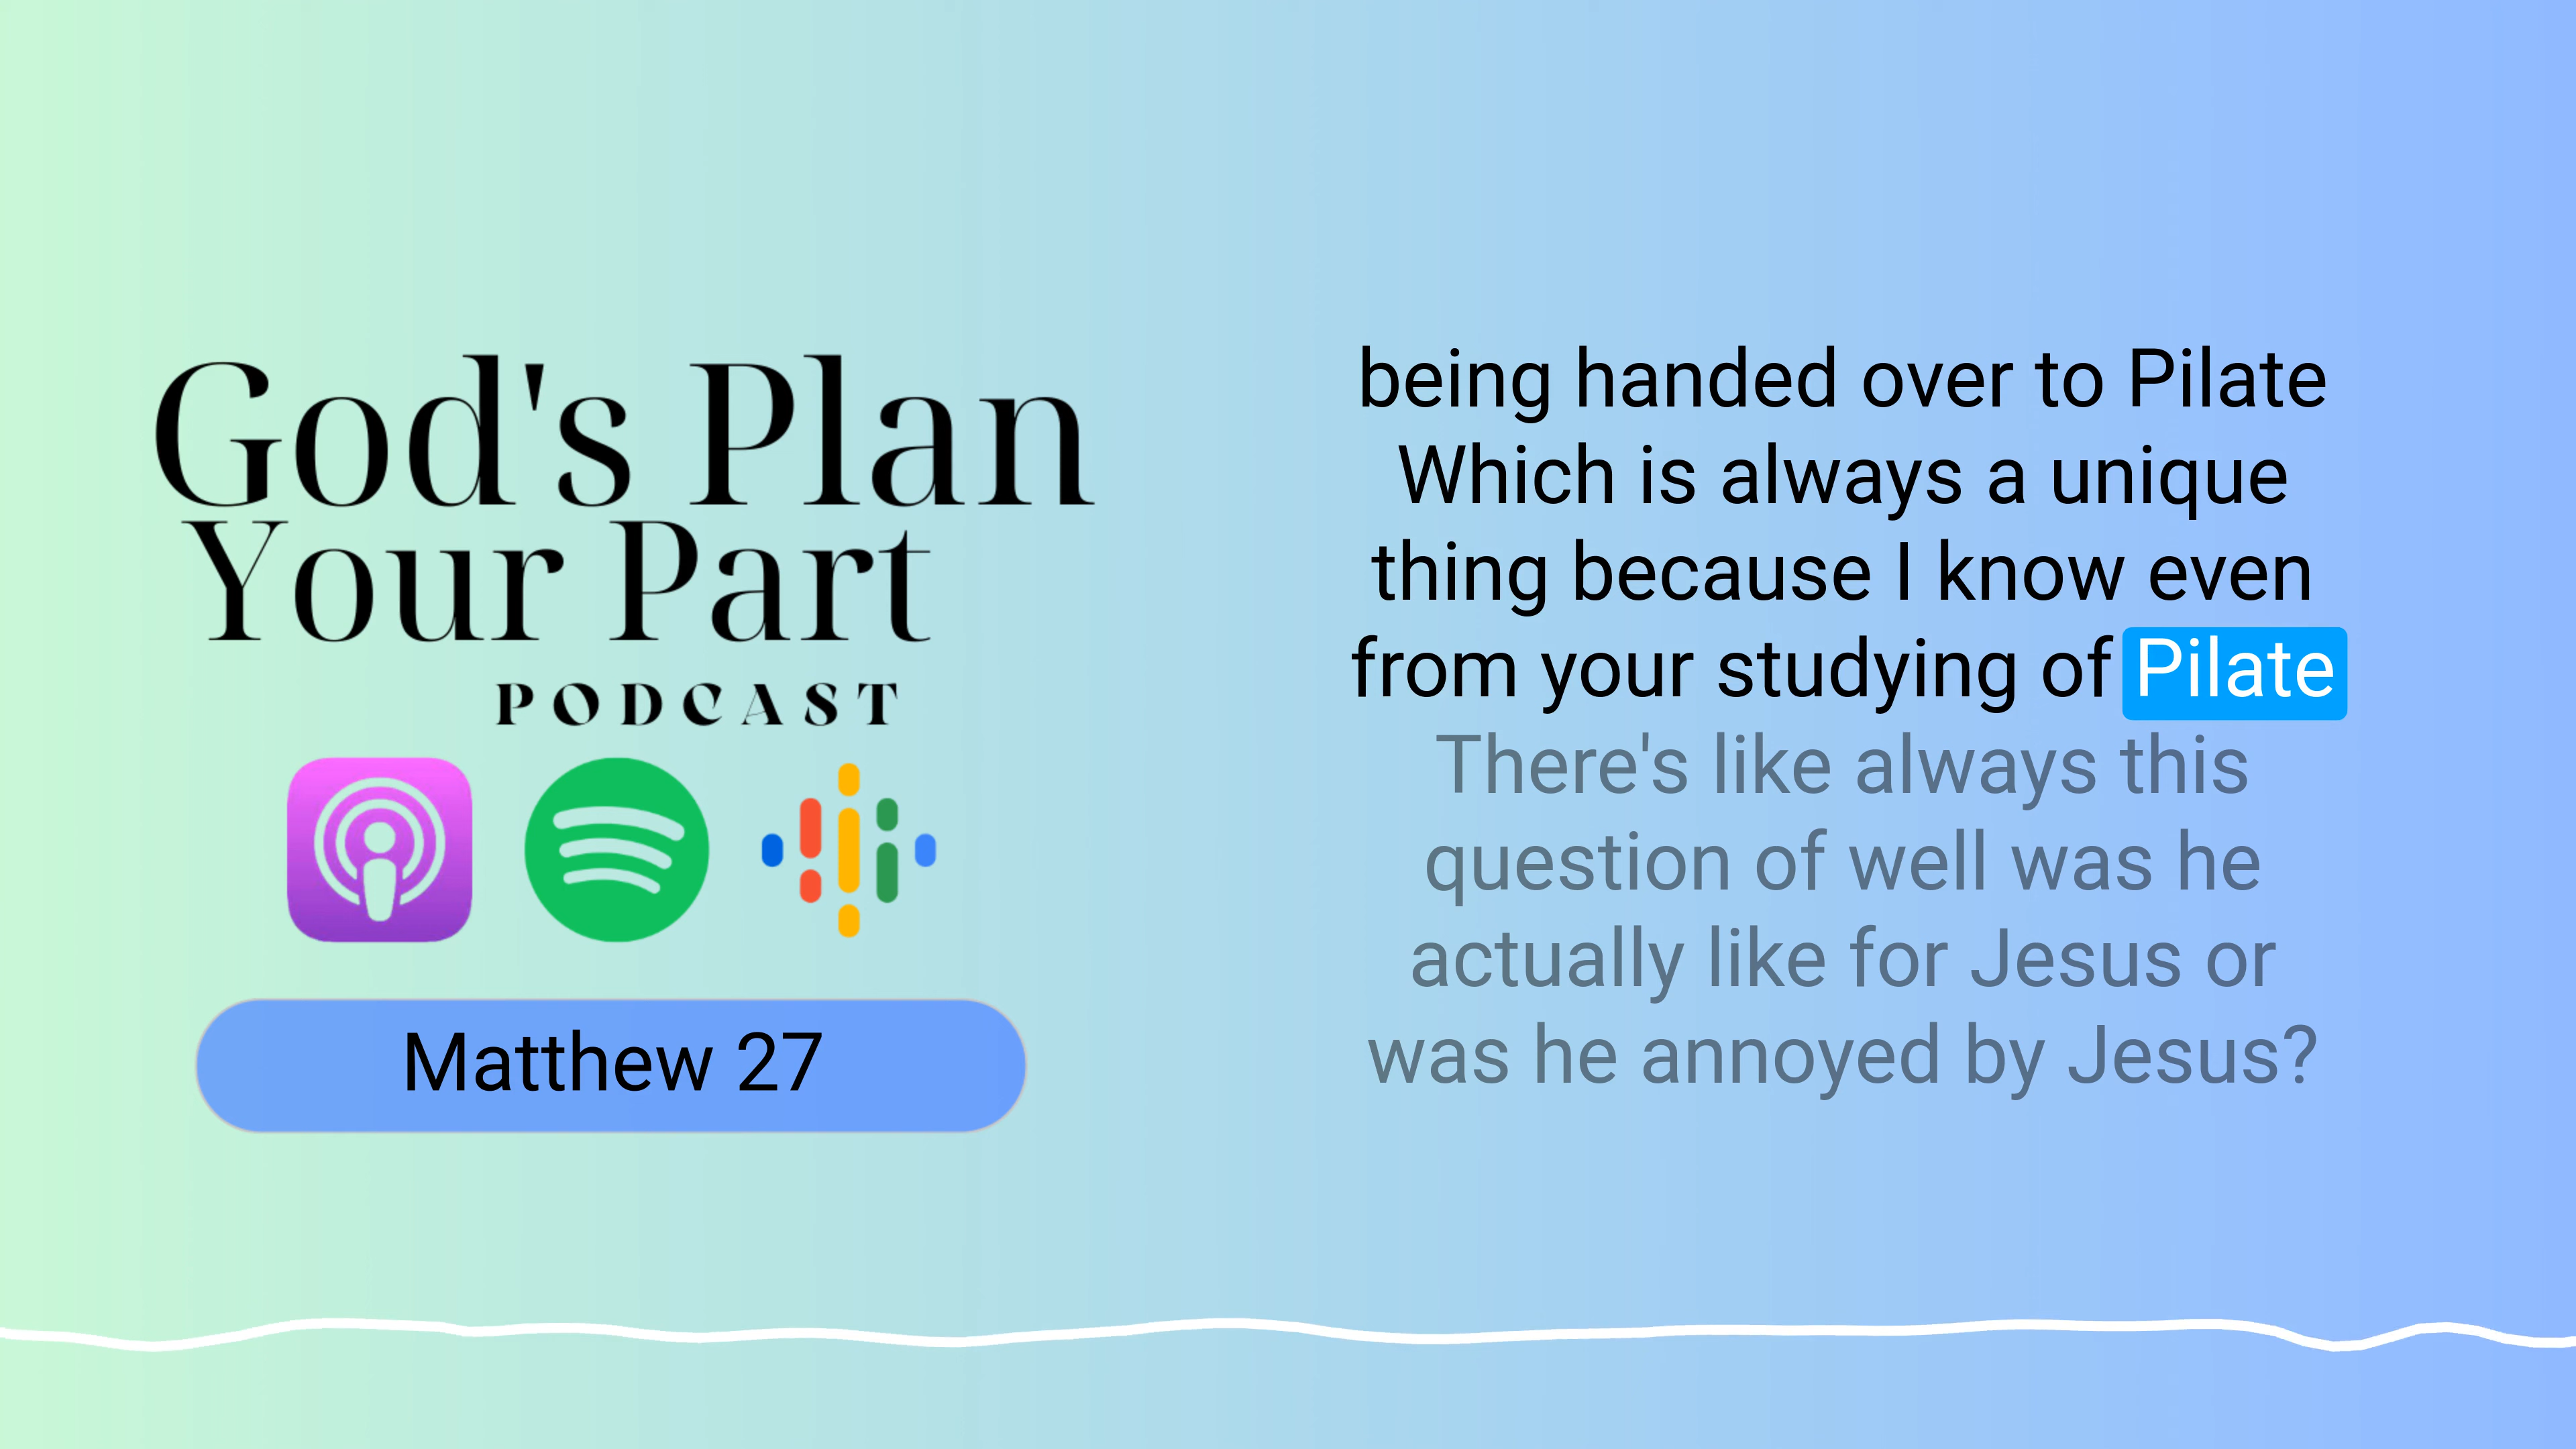 God's Plan
Your Part
PODCAST
Matthew 27
being handed over to Pilate
Which is always a unique
thing because I know even
from your studying of Pilate
There's like always this
question of well was he
actually like for Jesus or
was he annoyed by Jesus?